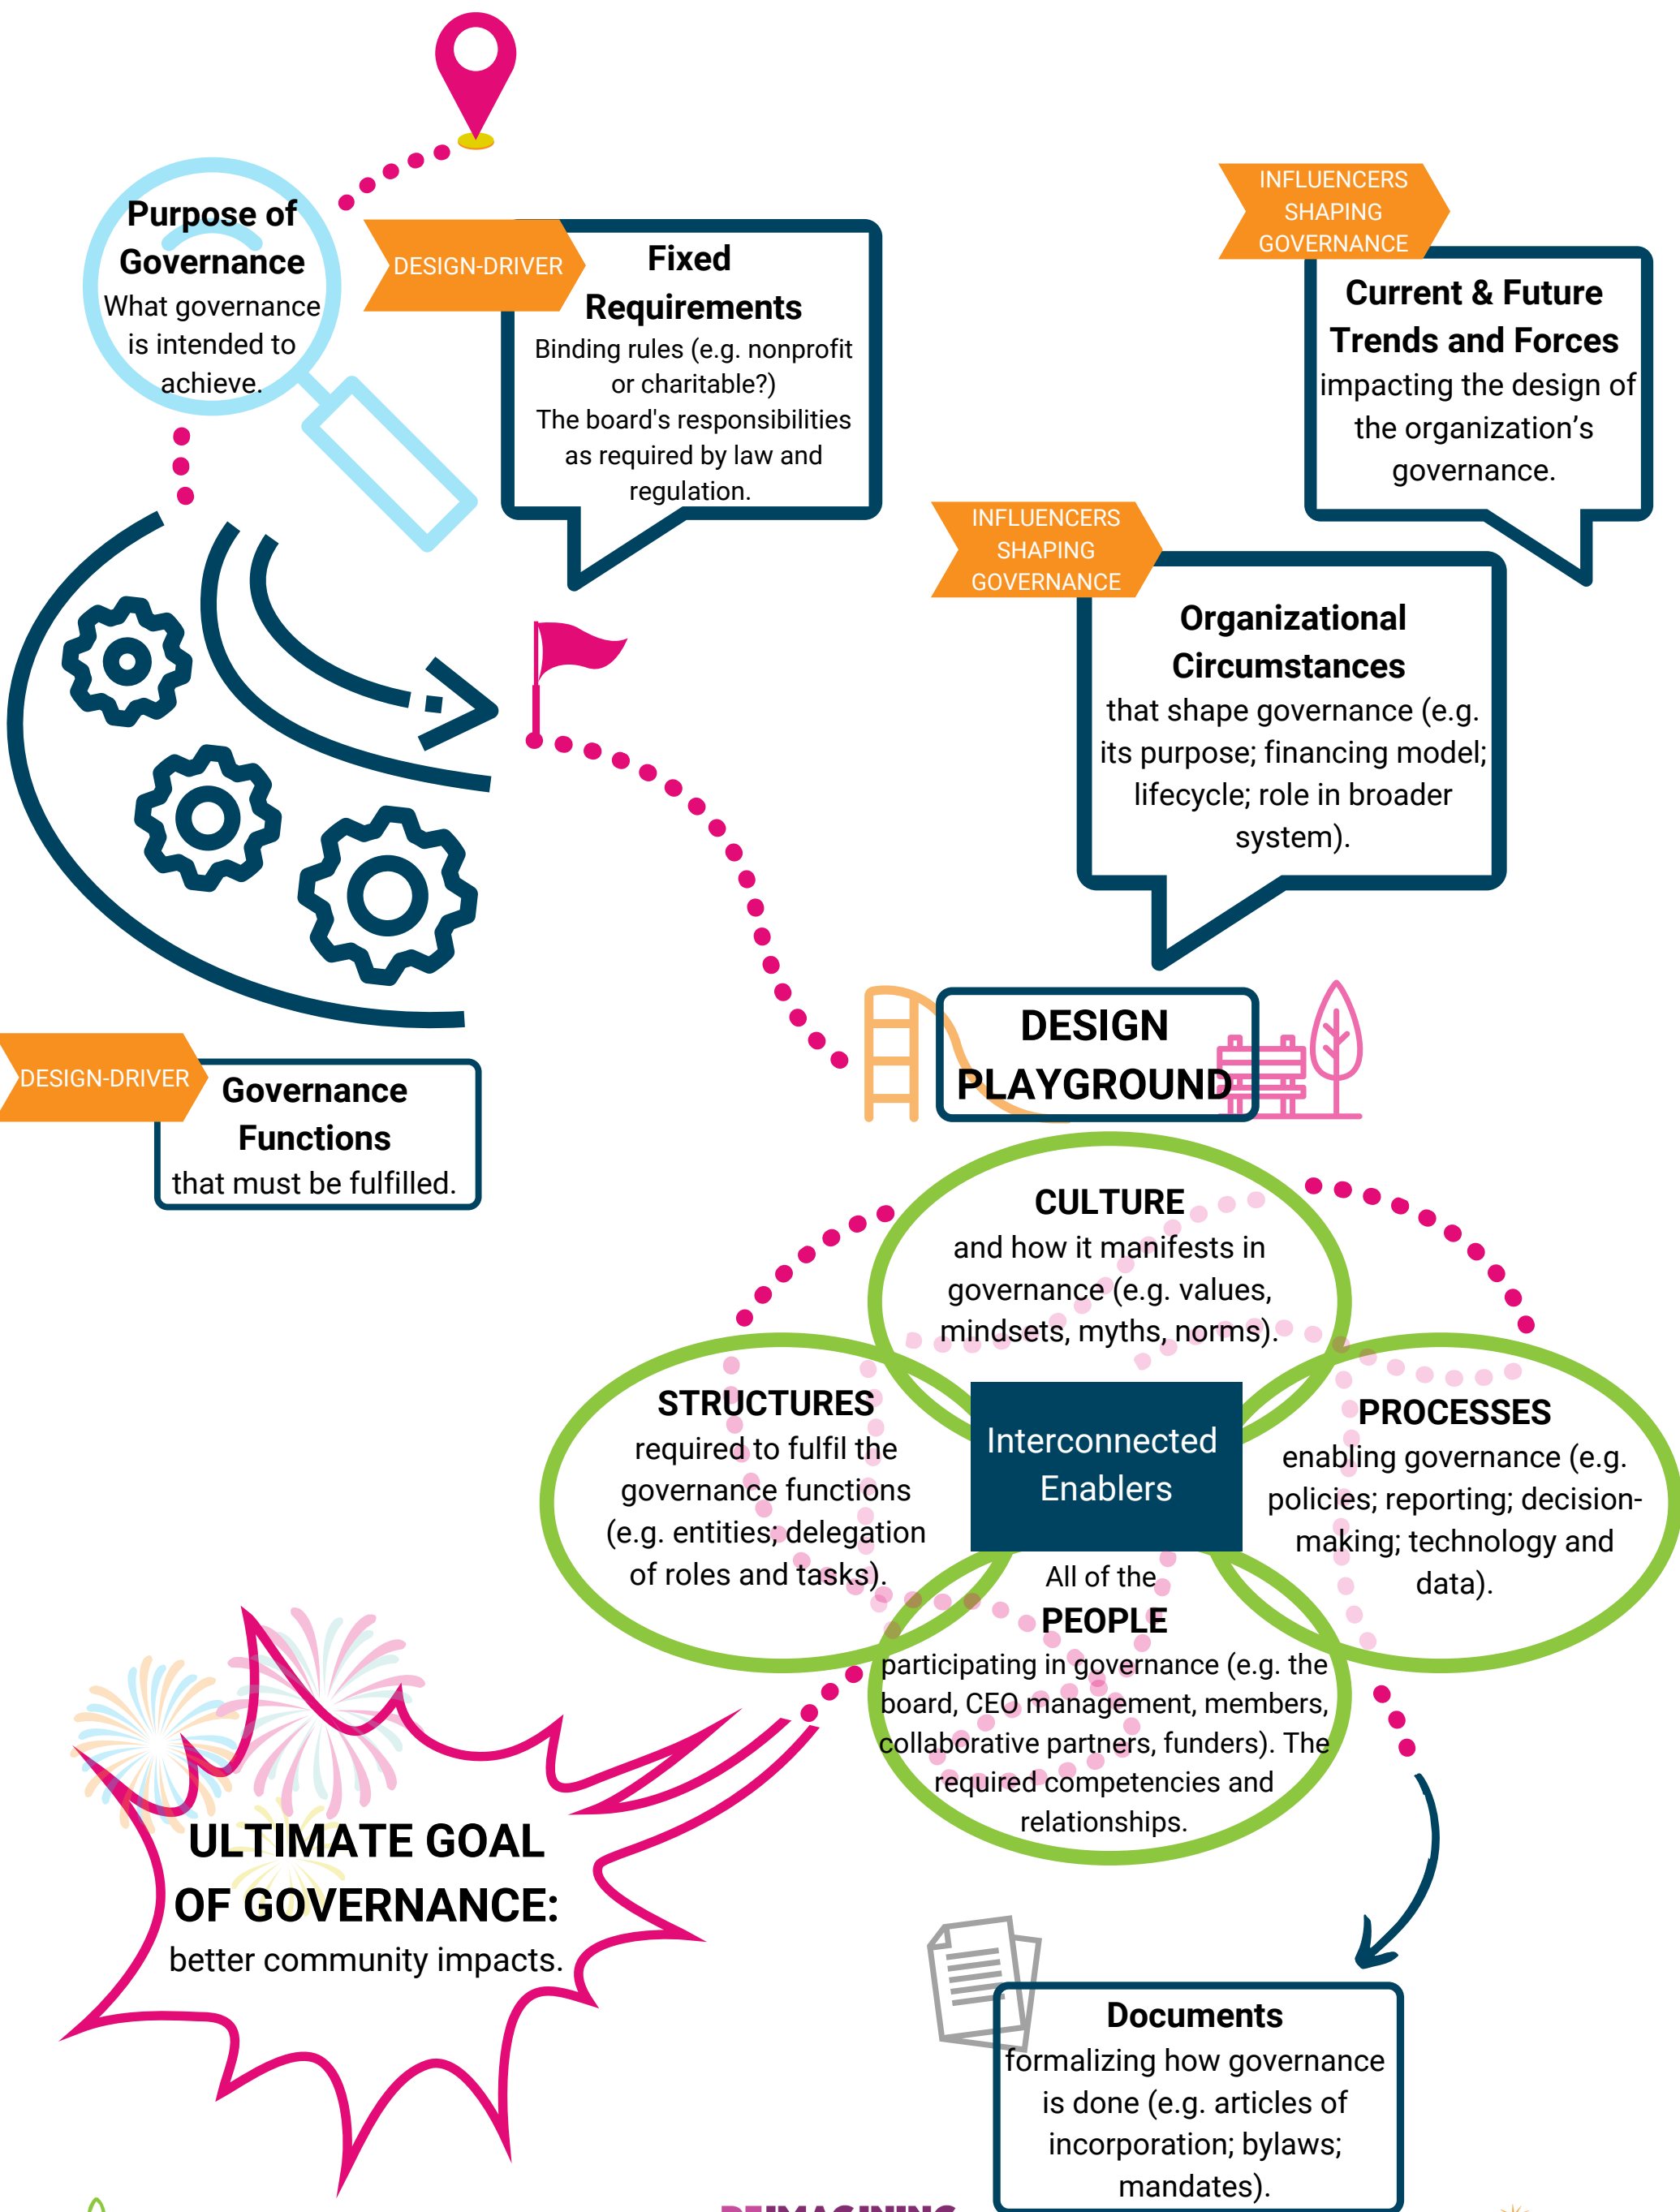 Purpose of
Governance
What governance
is intended to
achieve.
DESIGN-DRIVER
Fixed
Requirements
Binding rules (e.g. nonprofit
or charitable?)
The board's responsibilities
as required by law and
regulation.
INFLUENCERS
SHAPING
GOVERNANCE
Current & Future
Trends and Forces
impacting the design of
the organization’s
governance.
INFLUENCERS
SHAPING
GOVERNANCE
Organizational
Circumstances
that shape governance (e.g.
its purpose; financing model;
lifecycle; role in broader
system).
DESIGN-DRIVER
Governance
Functions
that must be fulfilled.
DESIGN
PLAYGROUND
CULTURE
and how it manifests in
governance (e.g. values,
mindsets, myths, norms).
STRUCTURES
required to fulfil the
governance functions
(e.g. entities; delegation
of roles and tasks).
Interconnected
Enablers
PROCESSES
enabling governance (e.g.
policies; reporting; decision-
making; technology and
data).
All of the
PEOPLE
participating in governance (e.g. the
board, CEO management, members,
collaborative partners, funders). The
required competencies and
relationships.
ULTIMATE GOAL
OF GOVERNANCE:
better community impacts.
Documents
formalizing how governance
is done (e.g. articles of
incorporation; bylaws;
mandates).
REIMAGINING